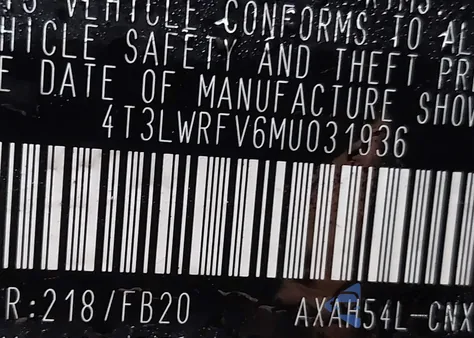 VEHICLE CONFORMS TO AL
HICLE SAFETY AND THEFT PR
E DATE OF MANUFACTURE SHOW
4T3LWRFV6MU031936
R:218/FB20 AXAH54L-CNX